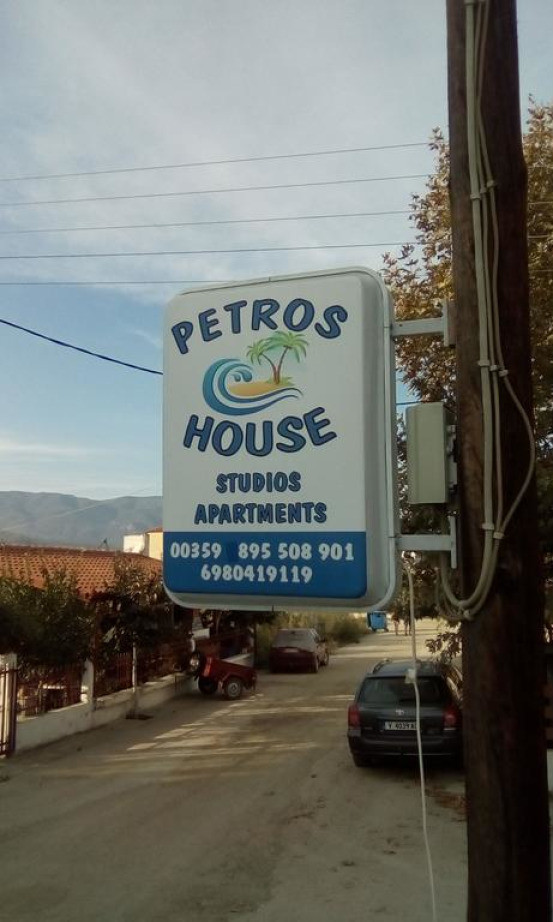 PETROS
HOUSE
STUDIOS
APARTMENTS
00359 895 508 901
6980419119